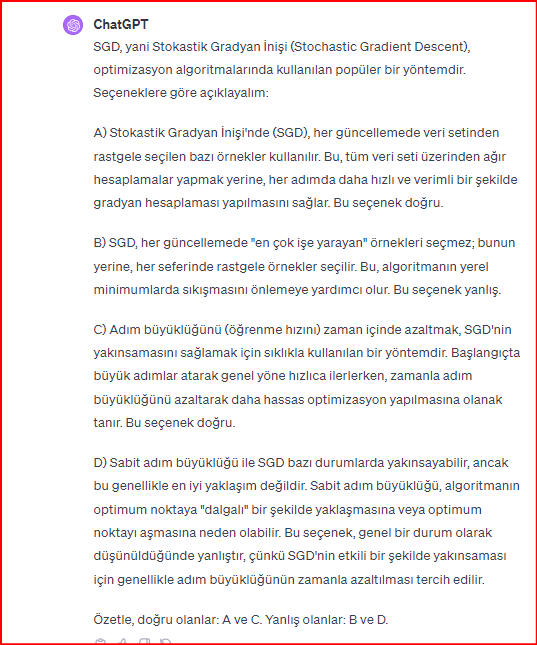 ChatGPT
SGD, yani Stokastik Gradyan İnişi (Stochastic Gradient Descent),
optimizasyon algoritmalarında kullanılan popüler bir yöntemdir.
Seçeneklere göre açıklayalım:
A) Stokastik Gradyan İnişi'nde (SGD), her güncellemede veri setinden
rastgele seçilen bazı örnekler kullanılır. Bu, tüm veri seti üzerinden ağır
hesaplamalar yapmak yerine, her adımda daha hızlı ve verimli bir şekilde
gradyan hesaplaması yapılmasını sağlar. Bu seçenek doğru.
B) SGD, her güncellemede "en çok işe yarayan" örnekleri seçmez; bunun
yerine, her seferinde rastgele örnekler seçilir. Bu, algoritmanın yerel
minimumlarda sıkışmasını önlemeye yardımcı olur. Bu seçenek yanlış.
C) Adım büyüklüğünü (öğrenme hızını) zaman içinde azaltmak, SGD'nin
yakınsamasını sağlamak için sıklıkla kullanılan bir yöntemdir. Başlangıçta
büyük adımlar atarak genel yöne hızlıca ilerlerken, zamanla adım
büyüklüğünü azaltarak daha hassas optimizasyon yapılmasına olanak
tanır. Bu seçenek doğru.
D) Sabit adım büyüklüğü ile SGD bazı durumlarda yakınsayabilir, ancak
bu genellikle en iyi yaklaşım değildir. Sabit adım büyüklüğü, algoritmanın
optimum noktaya "dalgalı" bir şekilde yaklaşmasına veya optimum
noktayı aşmasına neden olabilir. Bu seçenek, genel bir durum olarak
düşünüldüğünde yanlıştır, çünkü SGD'nin etkili bir şekilde yakınsaması
için genellikle adım büyüklüğünün zamanla azaltılması tercih edilir.
Özetle, doğru olanlar: A ve C. Yanlış olanlar: B ve D.